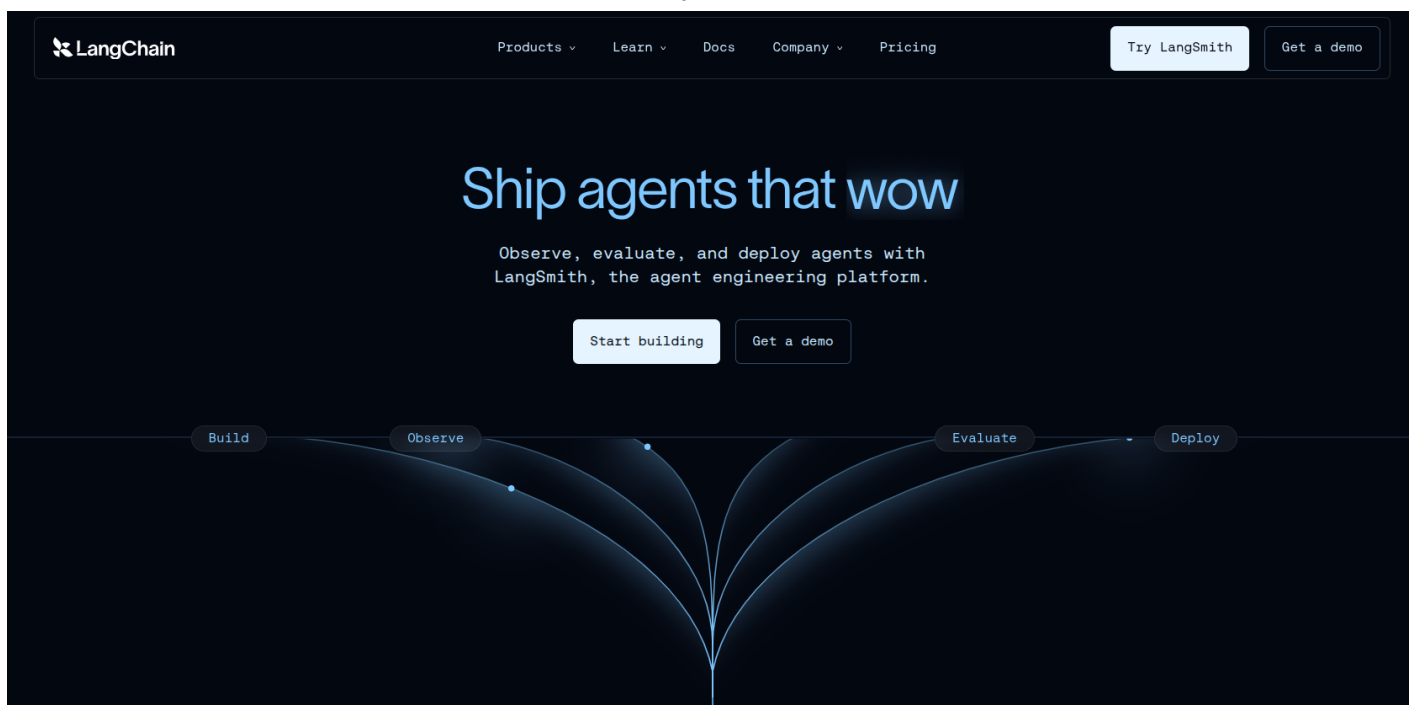 LangChain
Products
Learn
Docs
Company
Pricing
Try LangSmith
Get a demo
Ship agents that wow
Observe, evaluate, and deploy agents with
LangSmith, the agent engineering platform.
Start building
Get a demo
Build
Observe
Evaluate
Deploy